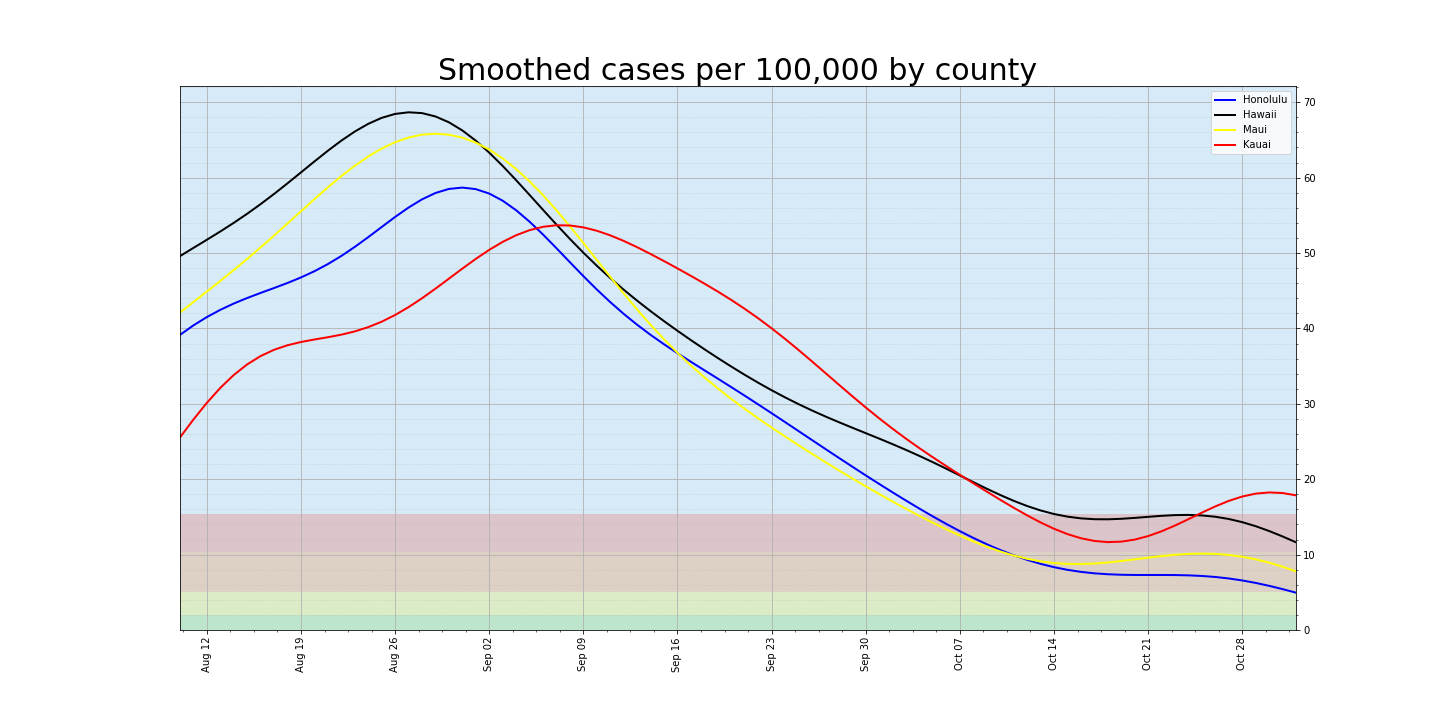 Smoothed cases per 100,000 by county
Honolulu
Hawaii
Maui
Kauai
70
60
50
40
30
20
10
0
Aug 12
Aug 19
Aug 26
Sep 02
Sep 09
Sep 16
Sep 23
Sep 30
Oct 07
Oct 14
Oct 21
Oct 28